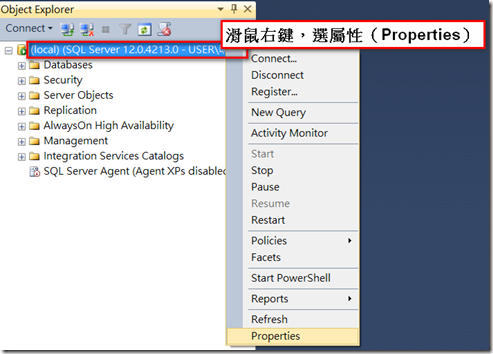 Object Explorer
Connect
(local) (SQL Server 12.0.4213.0 - USER\
Databases
Security
Server Objects
Replication
AlwaysOn High Availability
Management
Integration Services Catalogs
SQL Server Agent (Agent XPs disabled
滑鼠右鍵，選屬性（Properties）
Connect...
Disconnect
Register...
New Query
Activity Monitor
Start
Stop
Pause
Resume
Restart
Policies
Facets
Start PowerShell
Reports
Refresh
Properties